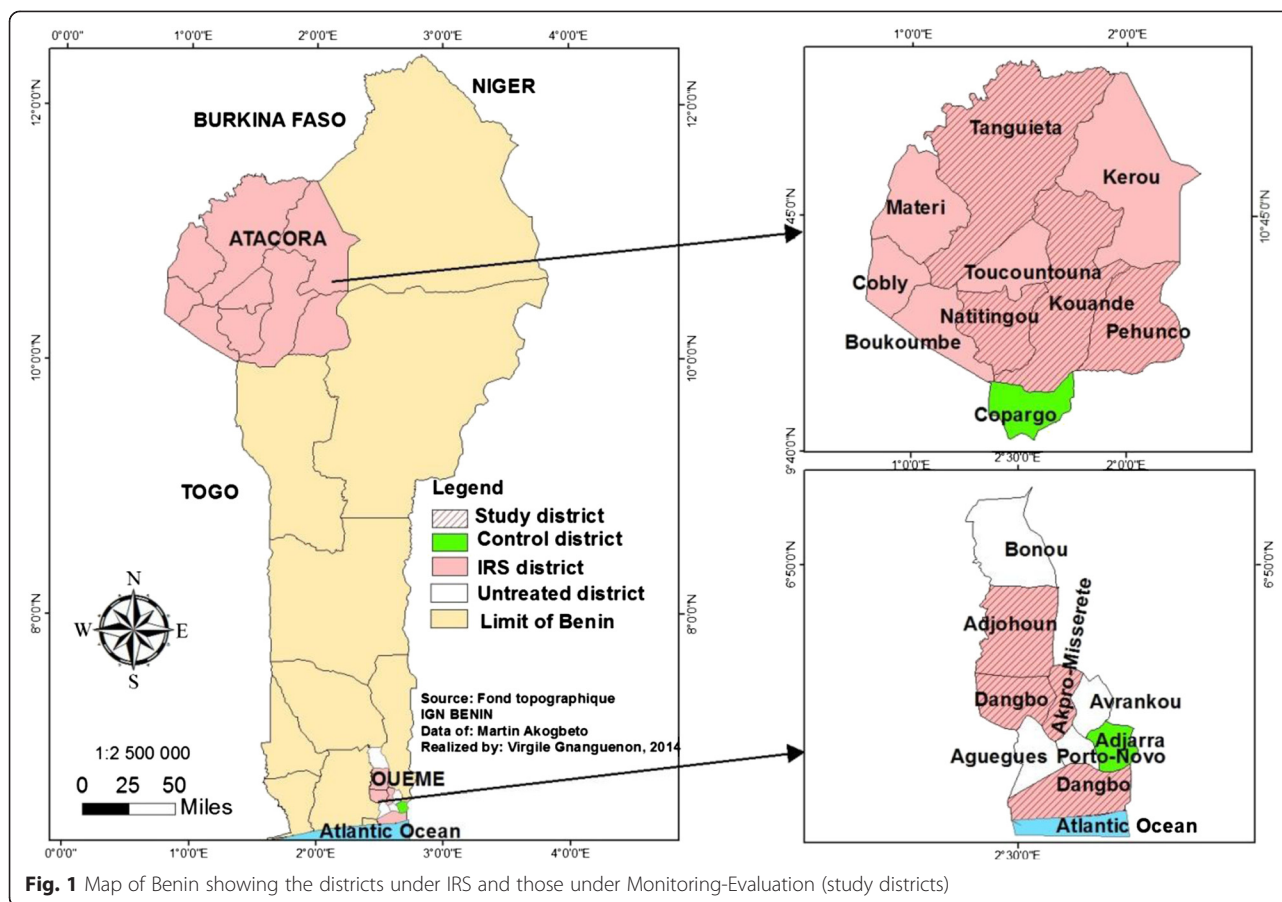 0°0'0" 1°0'0"E 2°0'0"E 3°0'0"E 4°0'0"E
12°0'0"N
10°0'0"N
8°0'0"N
NIGER
BURKINA FASO
12°0'0"N
10°0'0"N
8°0'0"N
ATACORA
TOGO
Legend
Study district
Control district
IRS district
Untreated district
Limit of Benin
N
W E
S
Source: Fond topographique
IGN BENIN
Data of: Martin Akogbeto
Realized by: Virgile Gnanguenon, 2014
1:2 500 000
0 25 50
Miles
OUEME
Atlantic Ocean
0°0'0" 1°0'0"E 2°0'0"E 3°0'0"E 4°0'0"E
1°0'0"E 2°0'0"E
Tanguieta
Kerou
Materi
45'0"N
10°45'0"N
Toucountouna
Cobly
Kouande
Natitingou
Pehunco
Boukoumbe
Copargo
9°40'0"N
1°0'0"E 2°30'0"E 2°0'0"E
Bonou
6°50'0"N
6°50'0"N
Adjohoun
Akpro-Misserete
Dangbo
Avrankou
Adjarra
Aguegues
Porto-Novo
Dangbo
Atlantic Ocean
2°30'0"E
Fig. 1 Map of Benin showing the districts under IRS and those under Monitoring-Evaluation (study districts)